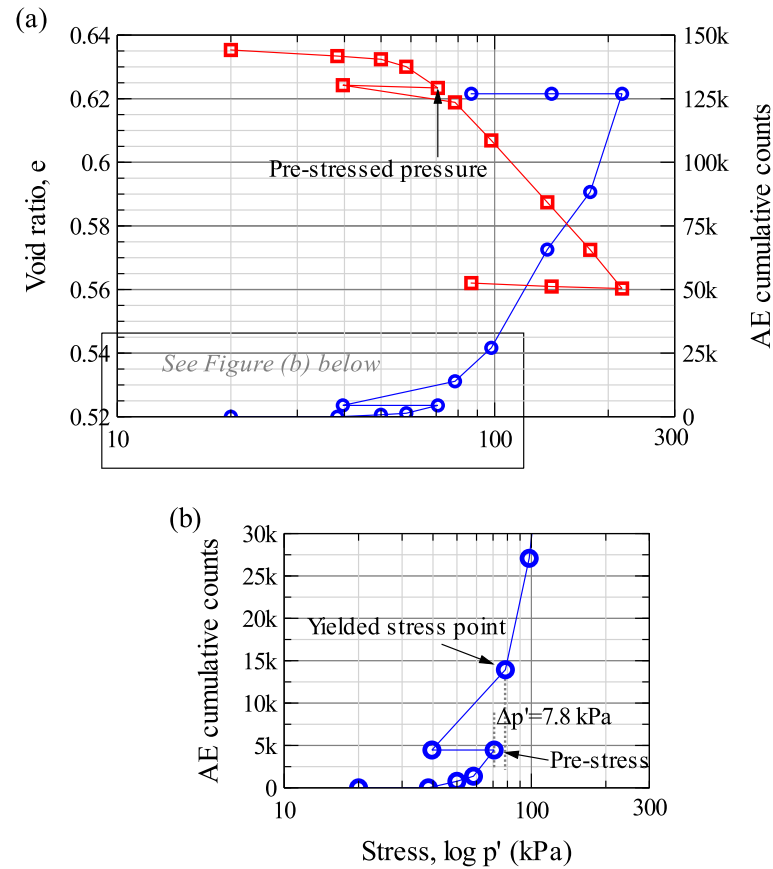 (a)
0.64
0.62
0.6
0.58
0.56
0.54
0.52
Void ratio, e
150k
125k
100k
75k
50k
25k
0
AE cumulative counts
Pre-stressed pressure
See Figure (b) below
10
100
300
(b)
30k
25k
20k
15k
10k
5k
0
AE cumulative counts
Yielded stress point
Δp'=7.8 kPa
Pre-stress
10
100
300
Stress, log p' (kPa)